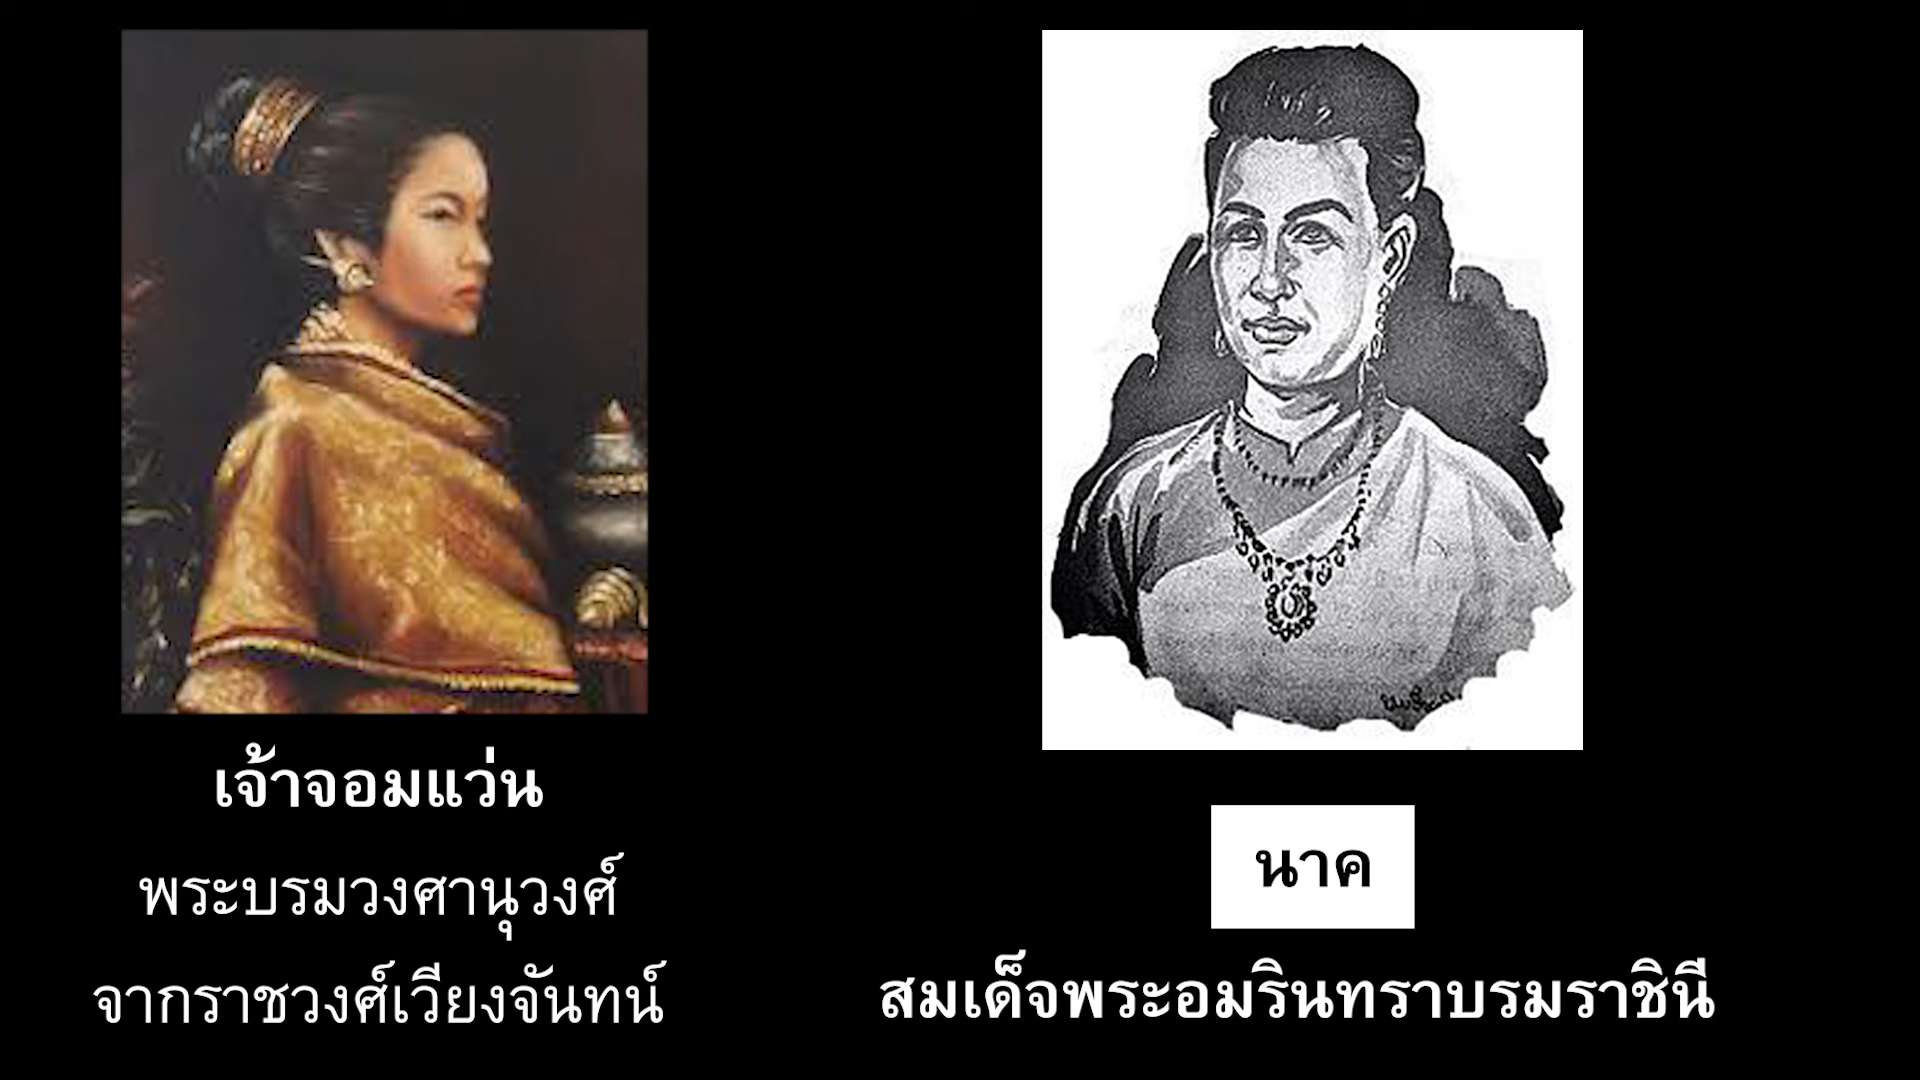 เจ้าจอมแว่น
พระบรมวงศานุวงศ์
จากราชวงศ์เวียงจันทน์
นาค
สมเด็จพระอมรินทราบรมราชินี